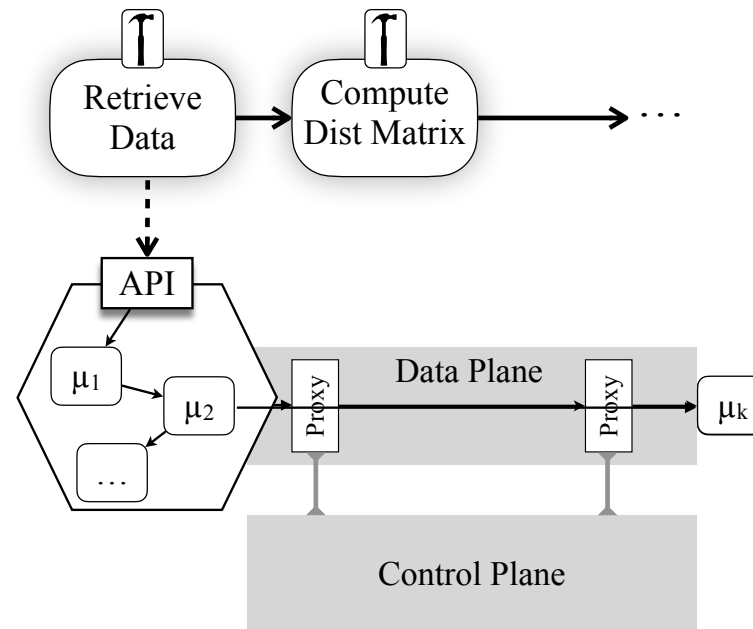 Retrieve
Data
Compute
Dist Matrix
...
API
μ1
μ2
...
Data Plane
Proxy
Proxy
μk
Control Plane